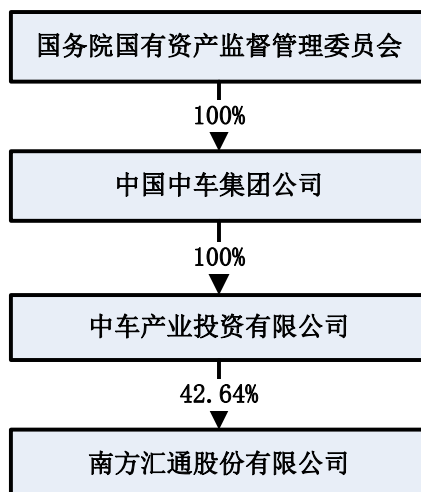 国务院国有资产监督管理委员会
100%
中国中车集团公司
100%
中车产业投资有限公司
42.64%
南方汇通股份有限公司